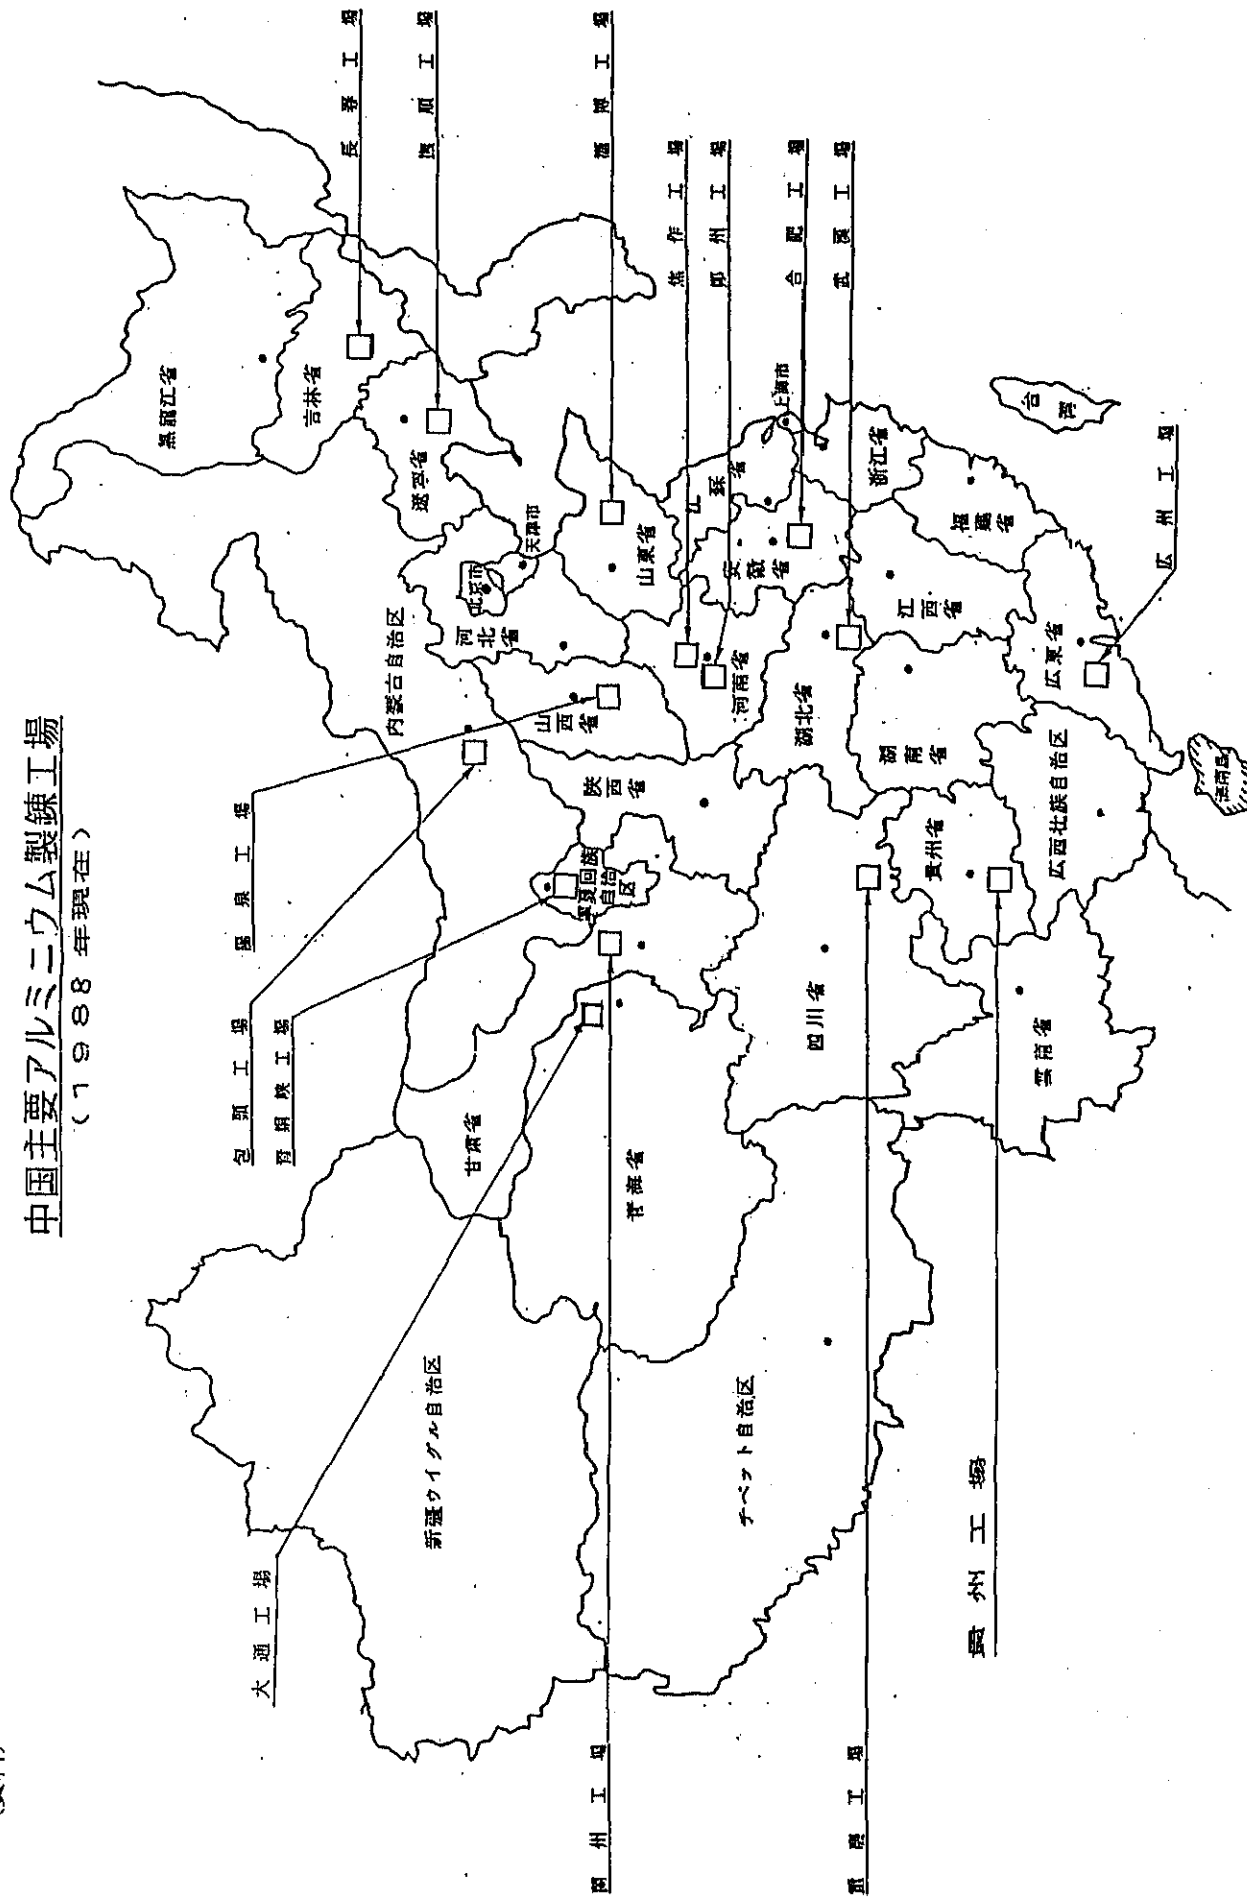 中国主要アルミニウム製錬工場
(1988年現在)
大通工場
包頭工場
青銅峡工場
陽泉工場
長春工場
撫順工場
淄博工場
焦作工場
鄭州工場
合肥工場
武漢工場
広州工場
蘭州工場
重慶工場
貴州工場
黒龍江省
吉林省
遼寧省
内蒙古自治区
北京市
天津市
河北省
山西省
山東省
陝西省
寧夏回族
自治
区
甘粛省
新疆ウイグル自治区
青海省
チベット自治区
河南省
江蘇省
安徽省
上海市
浙江省
湖北省
四川省
江西省
湖南省
福建省
台湾
貴州省
雲南省
広西壮族自治区
広東省
海南島